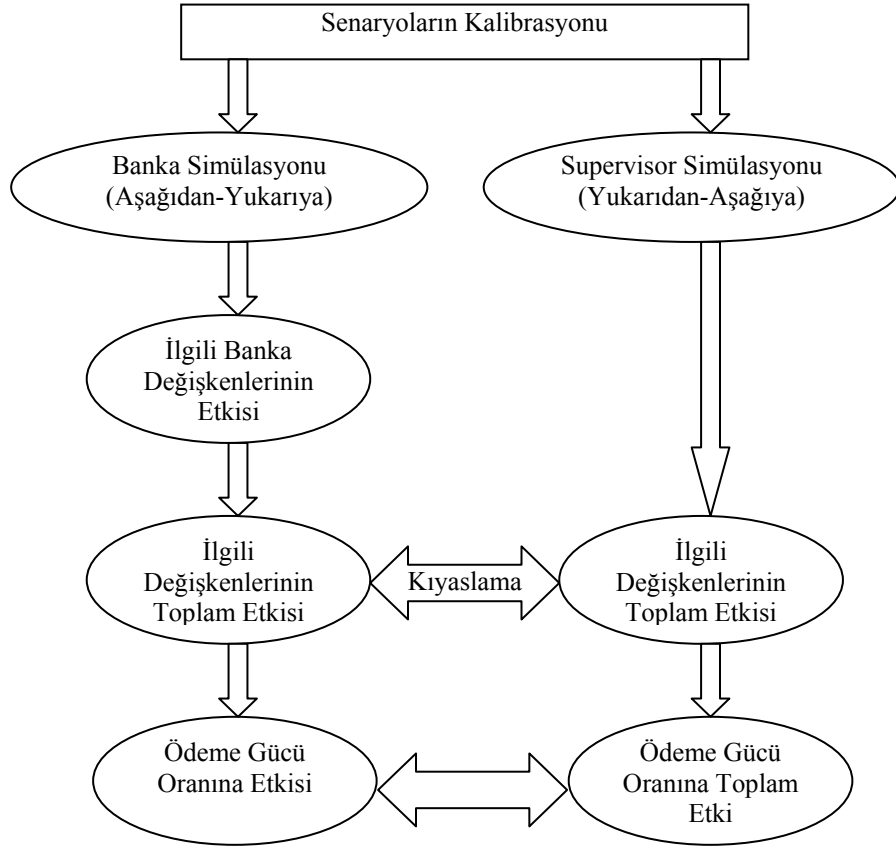 Senaryoların Kalibrasyonu
Banka Simülasyonu
(Aşağıdan-Yukarıya)
Supervisor Simülasyonu
(Yukarıdan-Aşağıya)
İlgili Banka
Değişkenlerinin
Etkisi
İlgili
Değişkenlerinin
Toplam Etkisi
Kıyaslama
İlgili
Değişkenlerinin
Toplam Etkisi
Ödeme Gücü
Oranına Etkisi
Ödeme Gücü
Oranına Toplam
Etki